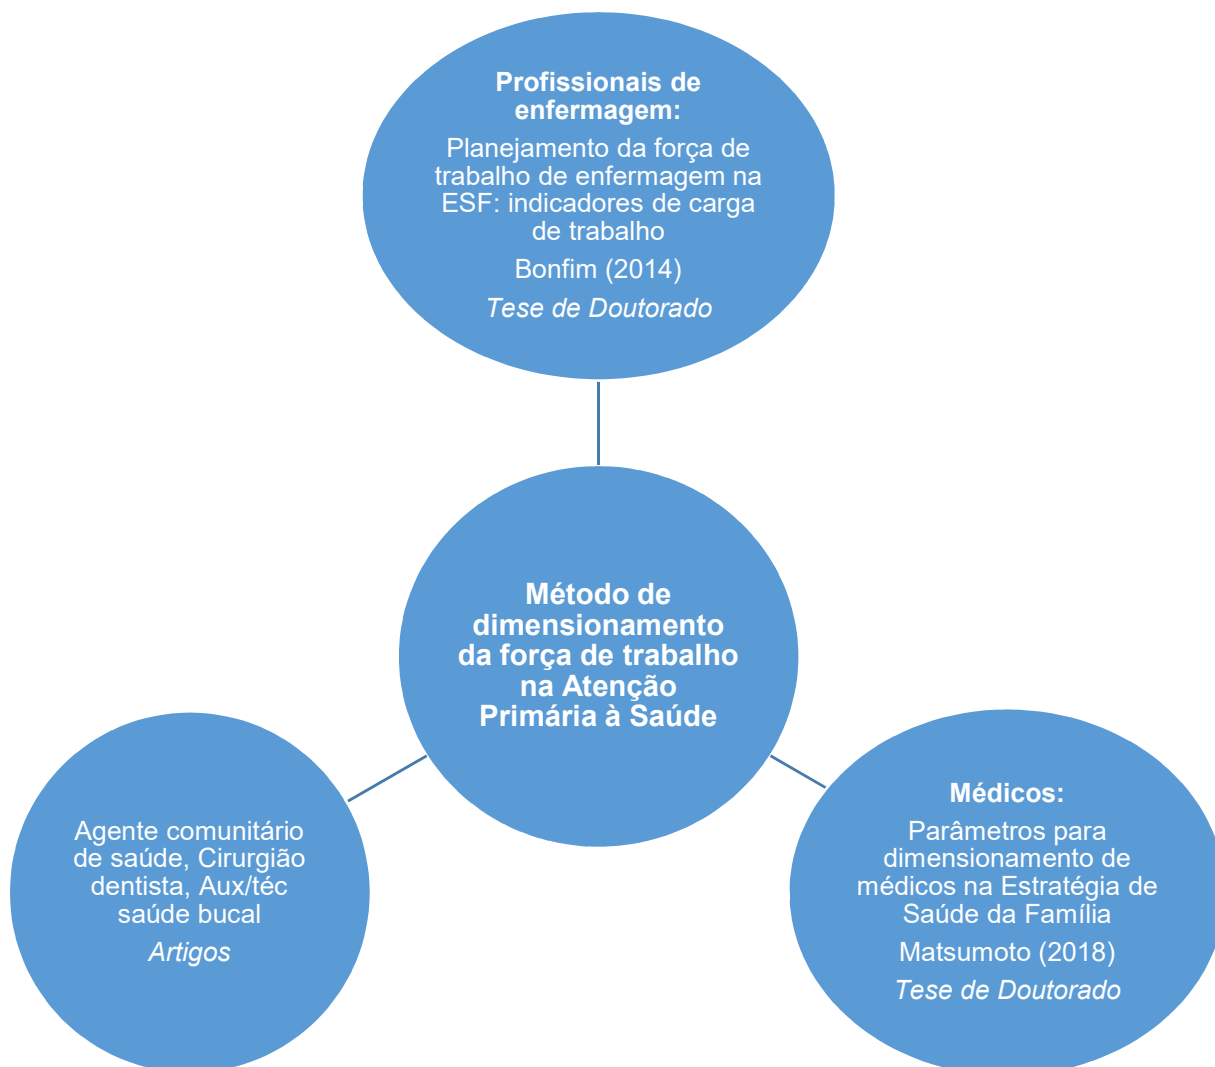 Profissionais de
enfermagem:
Planejamento da força de
trabalho de enfermagem na
ESF: indicadores de carga
de trabalho
Bonfim (2014)
Tese de Doutorado
Método de
dimensionamento
da força de trabalho
na Atenção
Primária à Saúde
Agente comunitário
de saúde, Cirurgião
dentista, Aux/téc
saúde bucal
Artigos
Médicos:
Parâmetros para
dimensionamento de
médicos na Estratégia de
Saúde da Família
Matsumoto (2018)
Tese de Doutorado